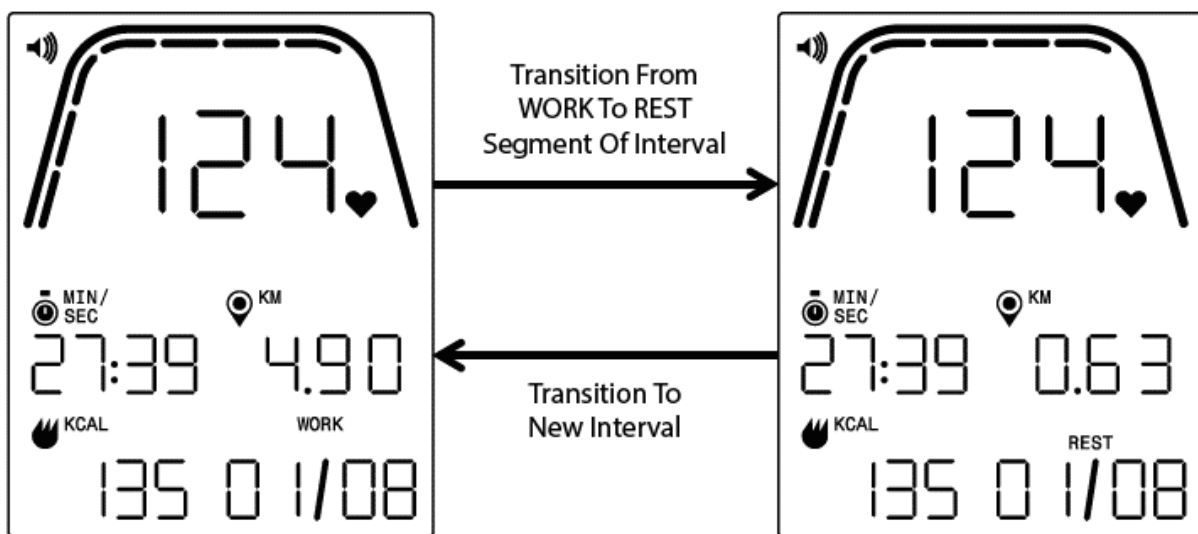 124
MIN/
SEC
KM
27:39 4.90
KCAL
WORK
135 01/08
Transition From
WORK To REST
Segment Of Interval
Transition To
New Interval
124
MIN/
SEC
KM
27:39 0.63
KCAL
REST
135 01/08